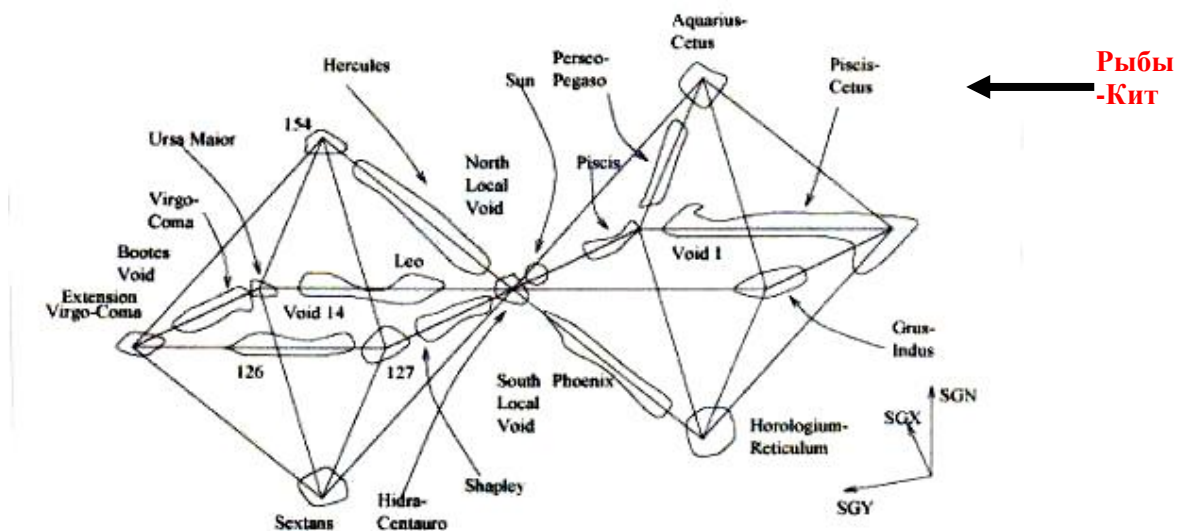 Aquarius-
Cetus
Perseo-
Pegaso
Piscis-
Cetus
Рыбы
-Кит
Hercules
Sun
154
Ursa Maior
North
Local
Void
Piscis
Virgo-
Coma
Bootes
Void
Leo
Void 1
Extension
Virgo-Coma
Void 14
Grus-
Indus
126
127
South
Local
Void
Phoenix
SGN
SGX
Horologium-
Reticulum
Shapley
SGY
Hidra-
Centauro
Sextans